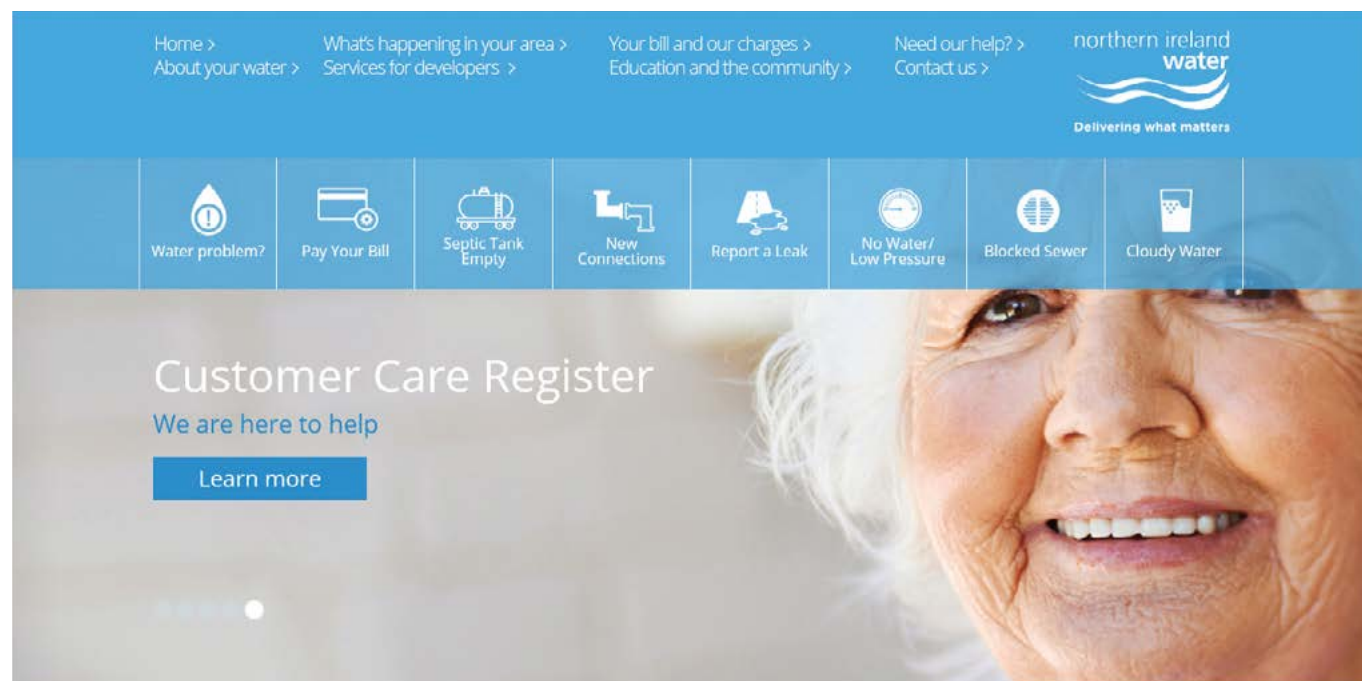 Home > What's happening in your area > Your bill and our charges > Need our help? >
About your water > Services for developers > Education and the community > Contact us >
northern ireland
water
Delivering what matters
Water problem?
Pay Your Bill
Septic Tank
Empty
New
Connections
Report a Leak
No Water/
Low Pressure
Blocked Sewer
Cloudy Water
Customer Care Register
We are here to help
Learn more